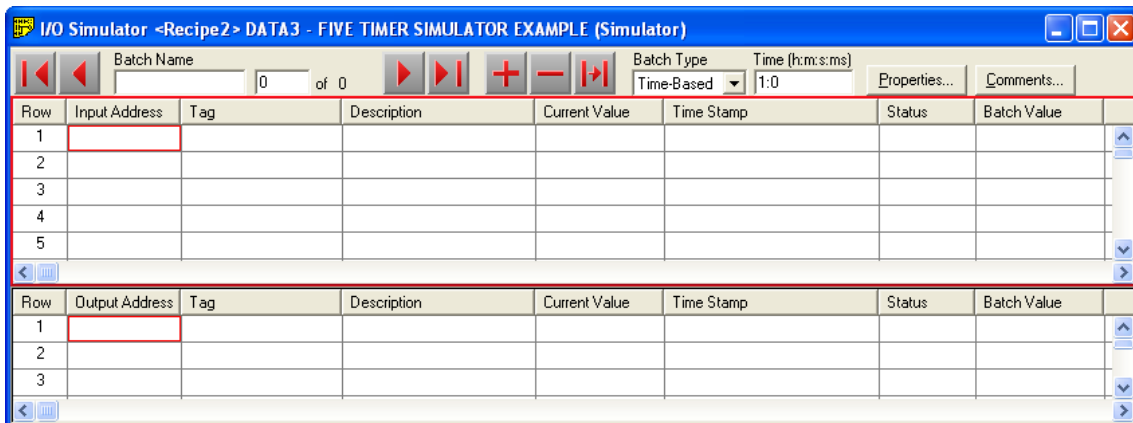 I/O Simulator <Recipe2> DATA3 - FIVE TIMER SIMULATOR EXAMPLE (Simulator)
Batch Name Batch Type Time (h:m:s:ms)
0 of 0 Time-Based 1:0 Properties... Comments...
Row Input Address Tag Description Current Value Time Stamp Status Batch Value
1
2
3
4
5
Row Output Address Tag Description Current Value Time Stamp Status Batch Value
1
2
3